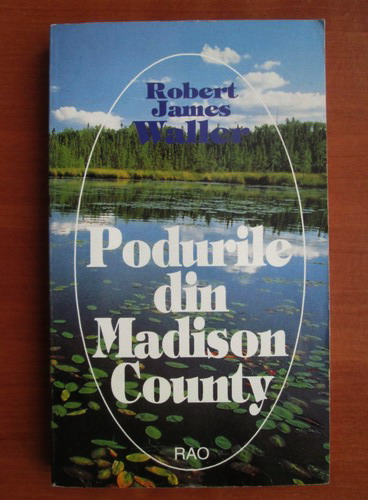 Robert
James
Waller
Podurile
din
Madison
County
RAO